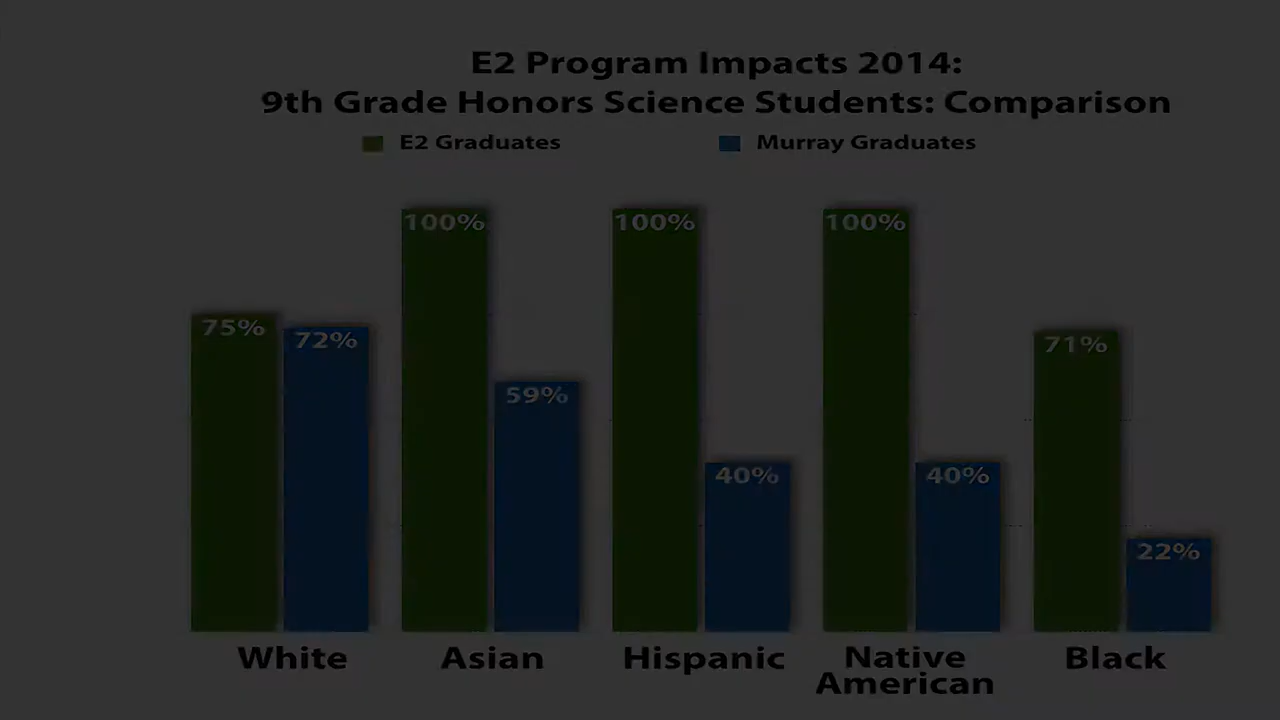 E2 Program Impacts 2014:
9th Grade Honors Science Students: Comparison
E2 Graduates
Murray Graduates
75%
72%
100%
59%
100%
40%
100%
40%
71%
22%
White
Asian
Hispanic
Native
American
Black